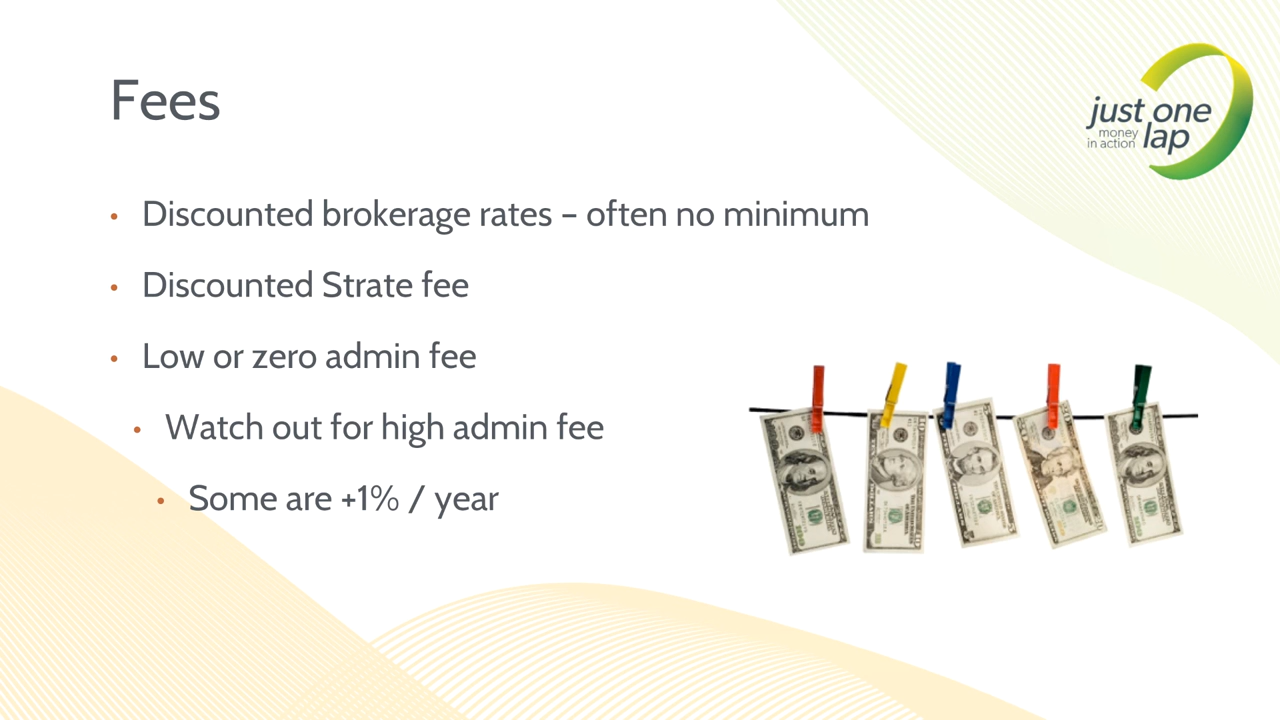 Fees
just one
money
in action
lap
• Discounted brokerage rates – often no minimum
• Discounted Strate fee
• Low or zero admin fee
• Watch out for high admin fee
• Some are +1% / year